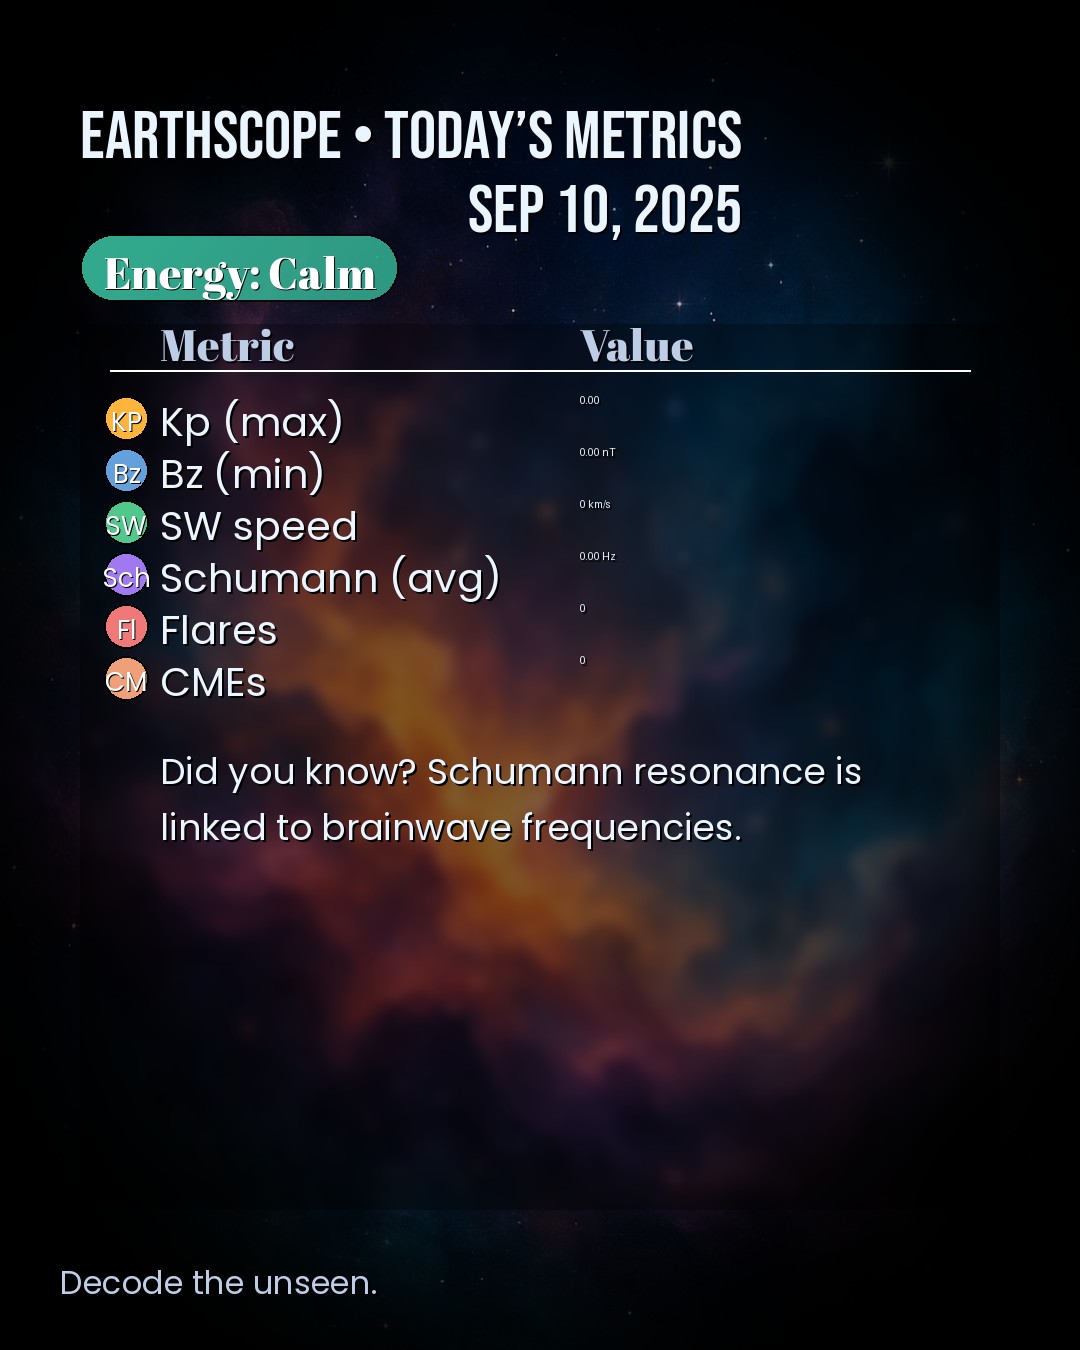 EARTHSCOPE • TODAY’S METRICS
SEP 10, 2025
Energy: Calm
Metric Value
KP Kp (max) 0.00
Bz Bz (min) 0.00 nT
SW SW speed 0 km/s
Sch Schumann (avg) 0.00 Hz
Fl Flares 0
CM CMEs 0
Did you know? Schumann resonance is
linked to brainwave frequencies.
Decode the unseen.